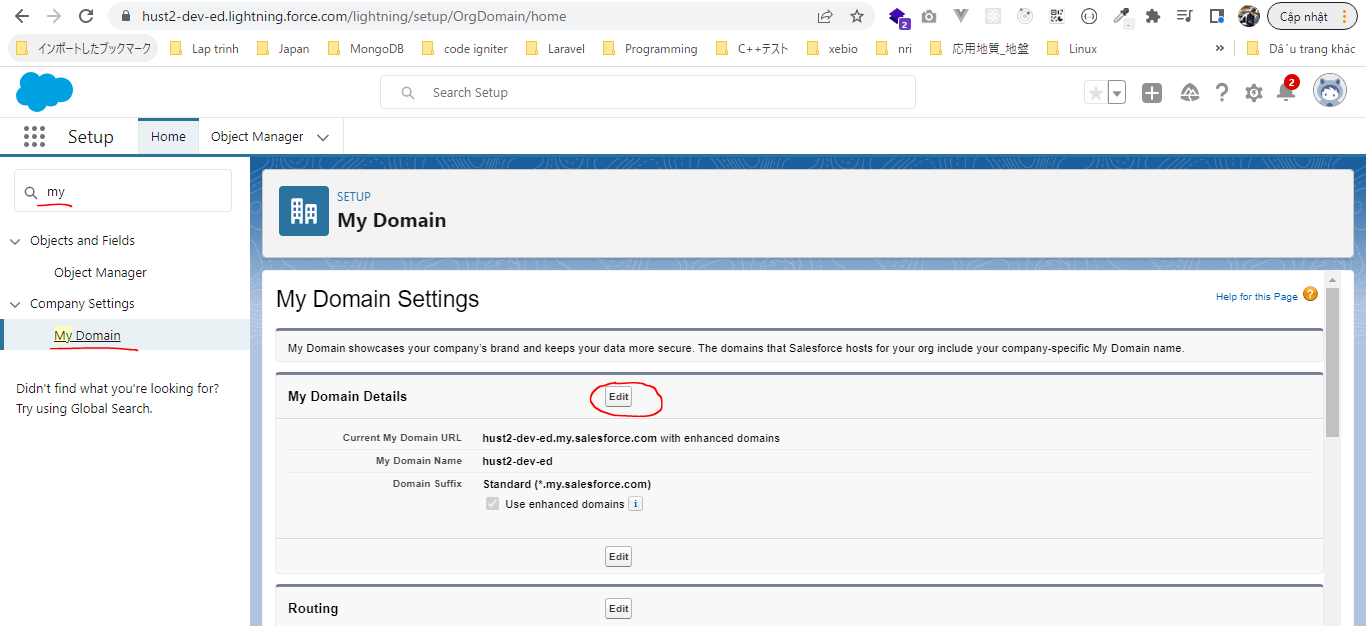 hust2-dev-ed.lightning.force.com/lightning/setup/OrgDomain/home
2
Cập nhật
インポートしたブックマーク Lap trinh Japan MongoDB code igniter Laravel Programming C++テスト xebio nri 応用地質_地盤 Linux » Dấu trang khác
Search Setup
2
Setup Home Object Manager
my
Objects and Fields
Object Manager
Company Settings
My Domain
Didn't find what you're looking for?
Try using Global Search.
SETUP
My Domain
My Domain Settings
Help for this Page ?
My Domain showcases your company's brand and keeps your data more secure. The domains that Salesforce hosts for your org include your company-specific My Domain name.
My Domain Details Edit
Current My Domain URL hust2-dev-ed.my.salesforce.com with enhanced domains
My Domain Name hust2-dev-ed
Domain Suffix Standard (*.my.salesforce.com)
Use enhanced domains i
Edit
Routing Edit